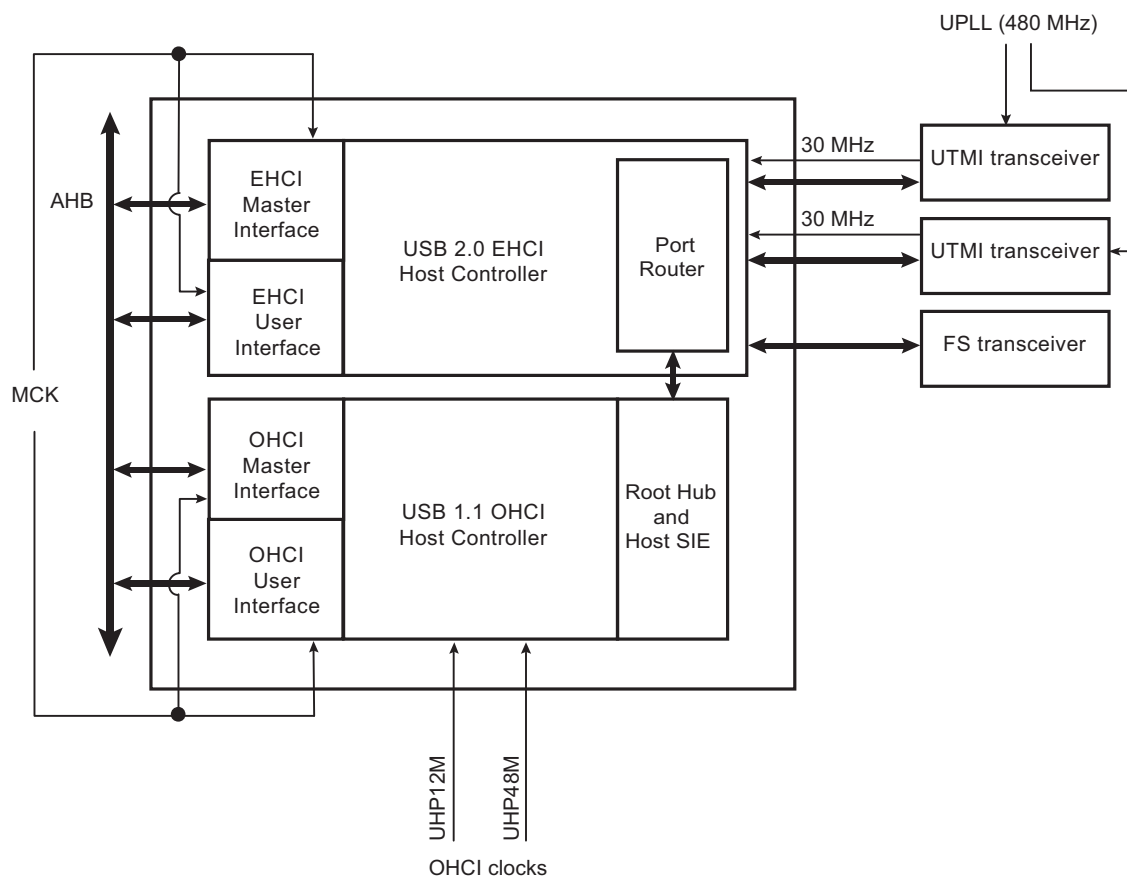 UPLL (480 MHz)
AHB
MCK
EHCI
Master
Interface
EHCI
User
Interface
USB 2.0 EHCI
Host Controller
Port
Router
30 MHz
30 MHz
UTMI transceiver
UTMI transceiver
FS transceiver
OHCI
Master
Interface
OHCI
User
Interface
USB 1.1 OHCI
Host Controller
Root Hub
and
Host SIE
UHP12M
UHP48M
OHCI clocks